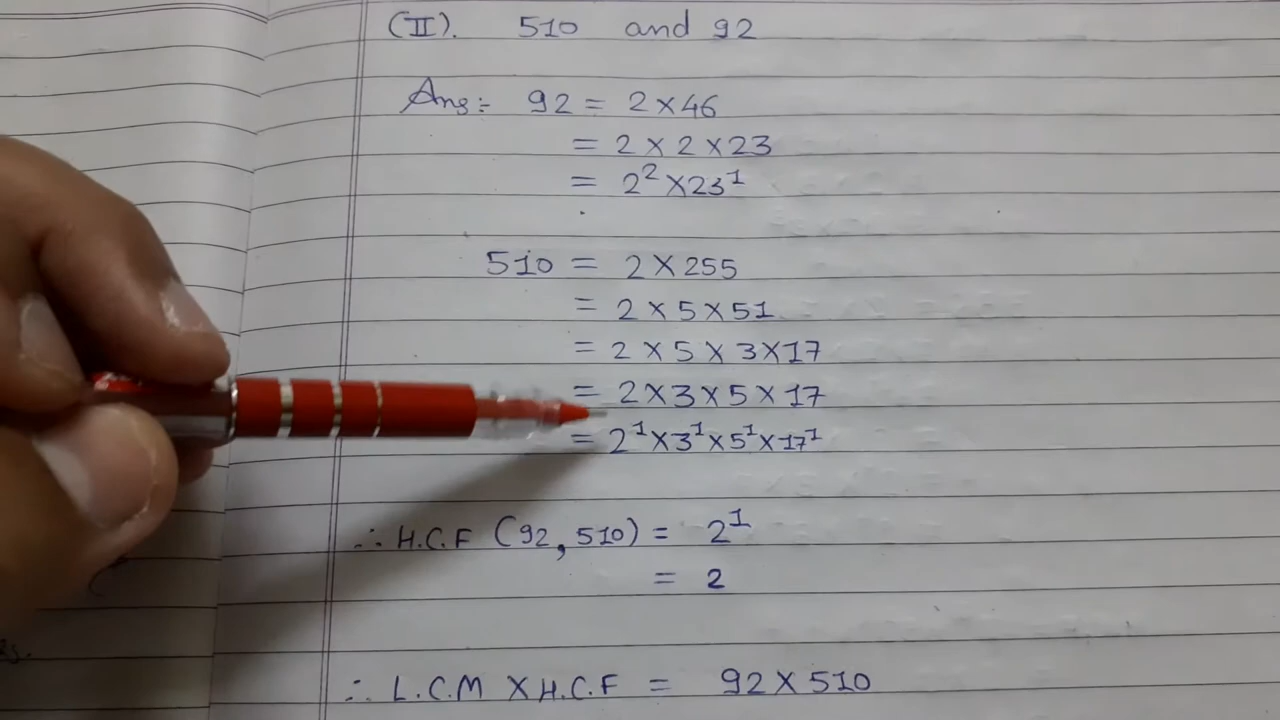 (II). 510 and 92
Ans:- 92 = 2 × 46
= 2 × 2 × 23
= 2² × 23¹
510 = 2 × 255
= 2 × 5 × 51
= 2 × 5 × 3 × 17
= 2 × 3 × 5 × 17
= 2¹ × 3¹ × 5¹ × 17¹
∴ H.C.F (92, 510) = 2¹
= 2
∴ L.C.M × H.C.F = 92 × 510